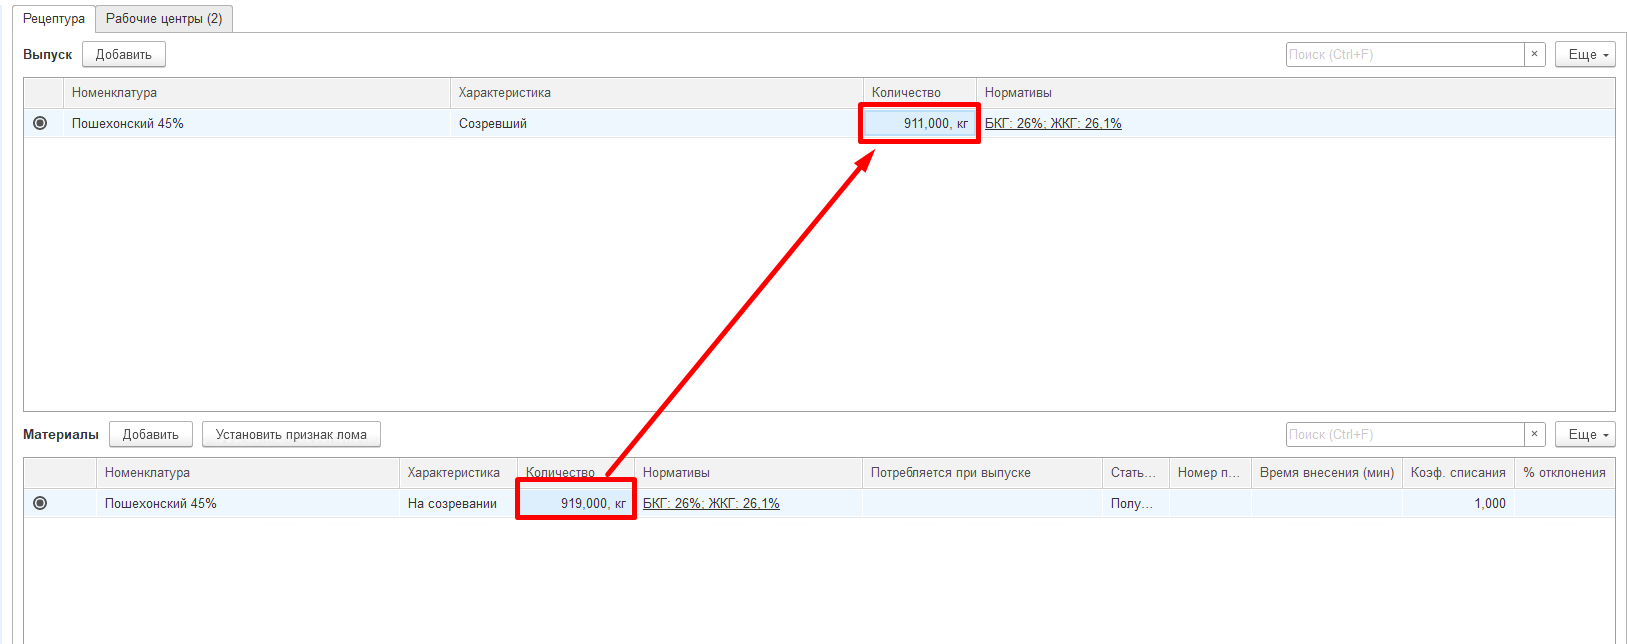 Рецептура Рабочие центры (2)
Выпуск Добавить Поиск (Ctrl+F) × Еще
Номенклатура Характеристика Количество Нормативы
Пошехонский 45% Созревший 911,000, кг БКГ: 26%; ЖКГ: 26,1%
Материалы Добавить Установить признак лома Поиск (Ctrl+F) × Еще
Номенклатура Характеристика Количество Нормативы Потребляется при выпуске Стать... Номер п... Время внесения (мин) Коэф. списания % отклонения
Пошехонский 45% На созревании 919,000, кг БКГ: 26%; ЖКГ: 26,1% Полу... 1,000